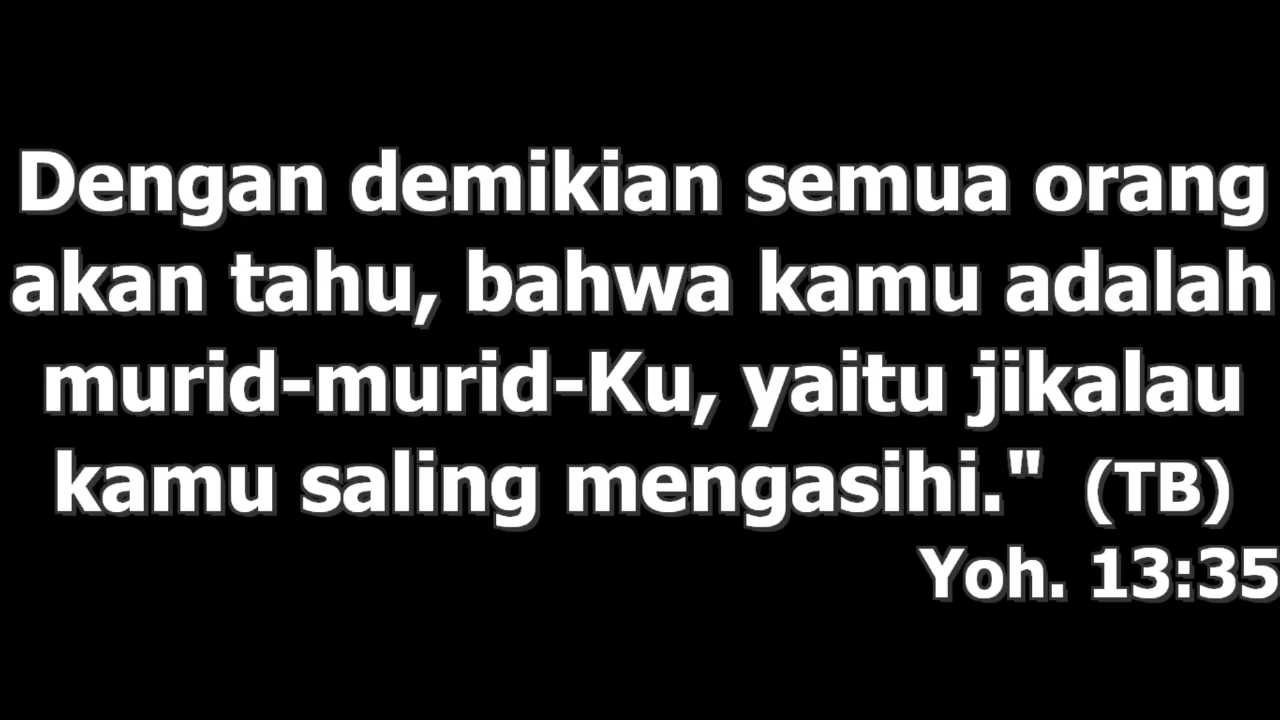 Dengan demikian semua orang
akan tahu, bahwa kamu adalah
murid-murid-Ku, yaitu jikalau
kamu saling mengasihi." (TB)
Yoh. 13:35